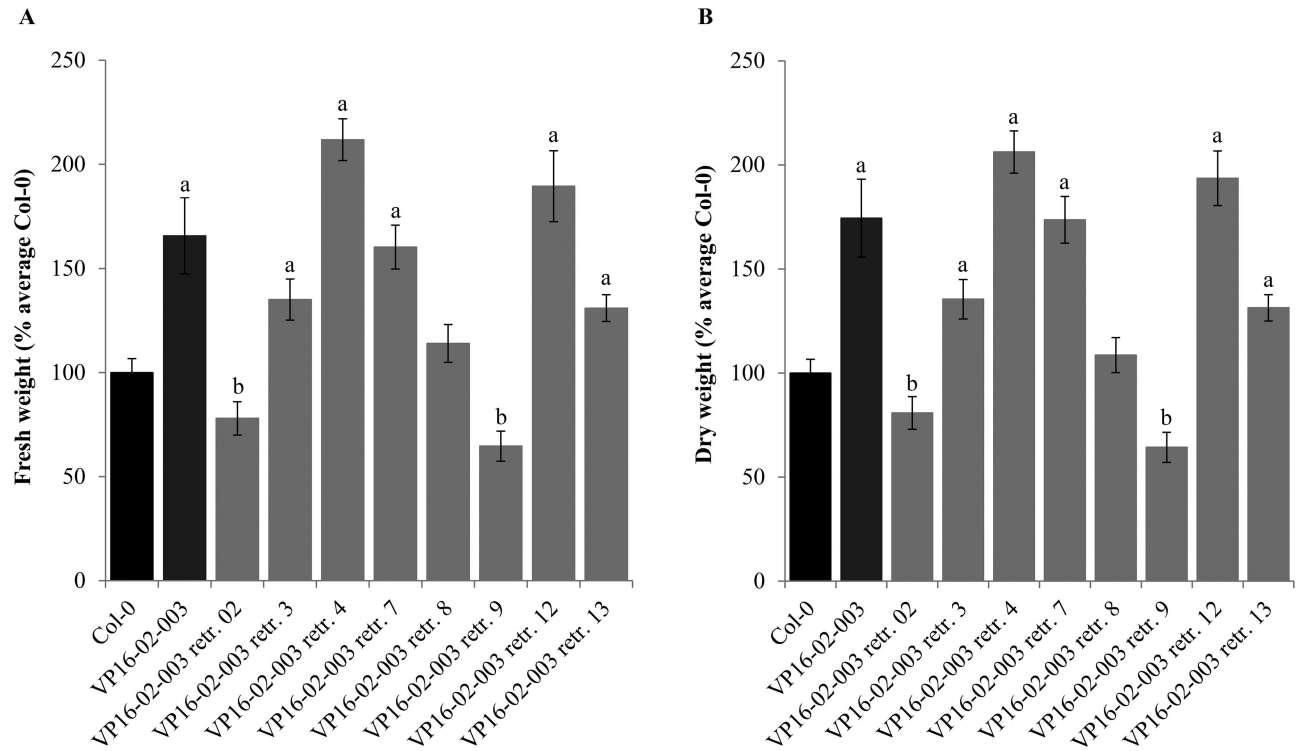 A
Fresh weight (% average Col-0)
250
200
150
100
50
0
a
b
a
a
a
b
a
a
Col-0
VP16-02-003
VP16-02-003 retr. 02
VP16-02-003 retr. 3
VP16-02-003 retr. 4
VP16-02-003 retr. 7
VP16-02-003 retr. 8
VP16-02-003 retr. 9
VP16-02-003 retr. 12
VP16-02-003 retr. 13
B
Dry weight (% average Col-0)
250
200
150
100
50
0
a
b
a
a
a
b
a
a
Col-0
VP16-02-003
VP16-02-003 retr. 02
VP16-02-003 retr. 3
VP16-02-003 retr. 4
VP16-02-003 retr. 7
VP16-02-003 retr. 8
VP16-02-003 retr. 9
VP16-02-003 retr. 12
VP16-02-003 retr. 13